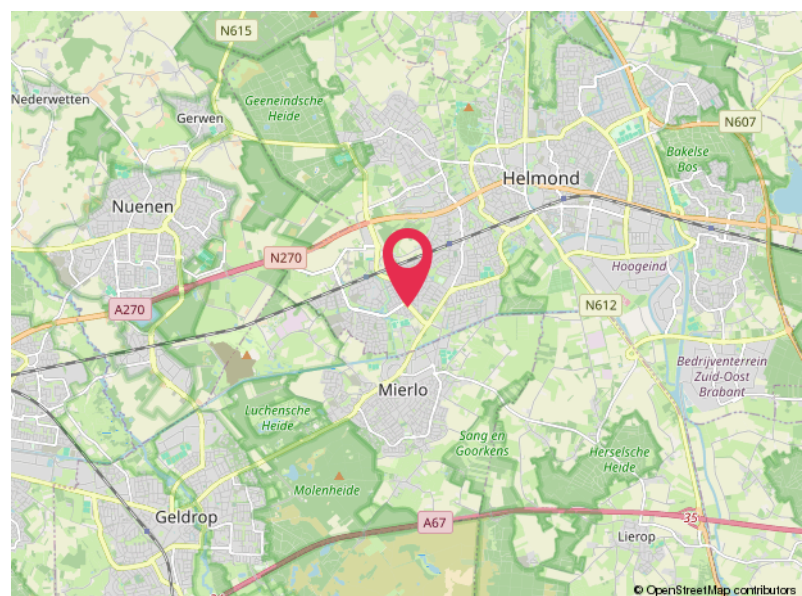 N615
Nederwetten
Geeneindsche
Heide
Gerwen
N607
Bakelse
Bos
Helmond
Nuenen
N270
Hoogeind
A270
N612
Bedrijventerrein
Zuid-Oost
Brabant
Mierlo
Luchensche
Heide
Sang en
Goorkens
Herselsche
Heide
Molenheide
Geldrop
A67
35
Lierop
© OpenStreetMap contributors